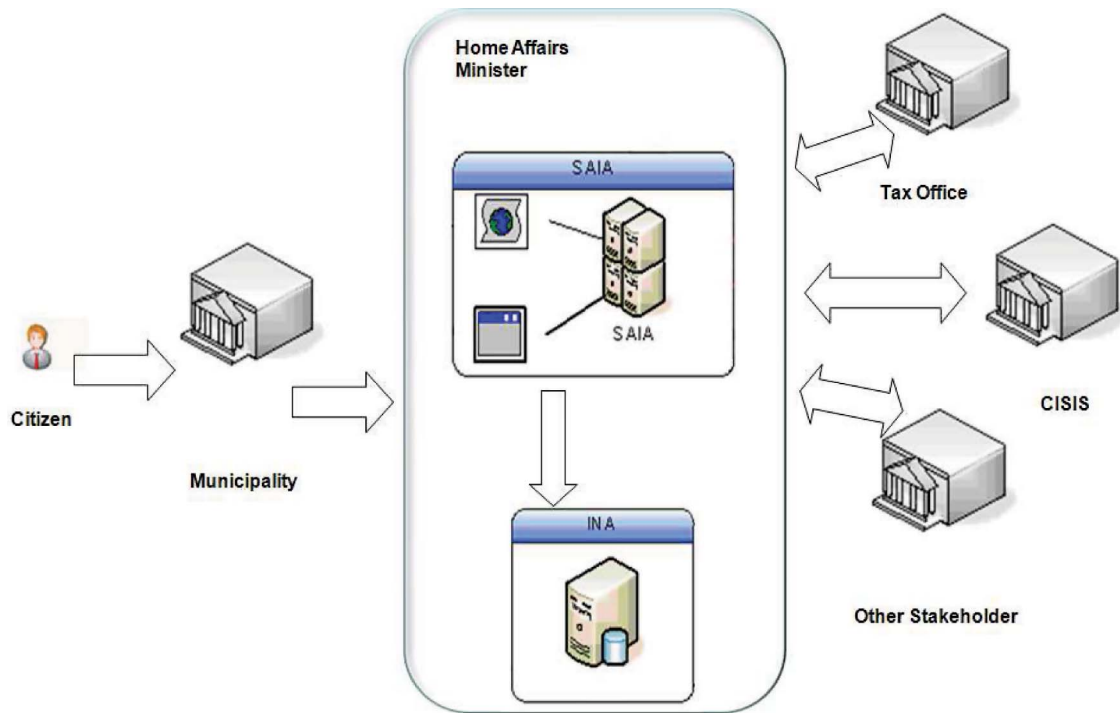 Home Affairs
Minister
SAIA
SAIA
INA
Citizen
Municipality
Tax Office
CISIS
Other Stakeholder